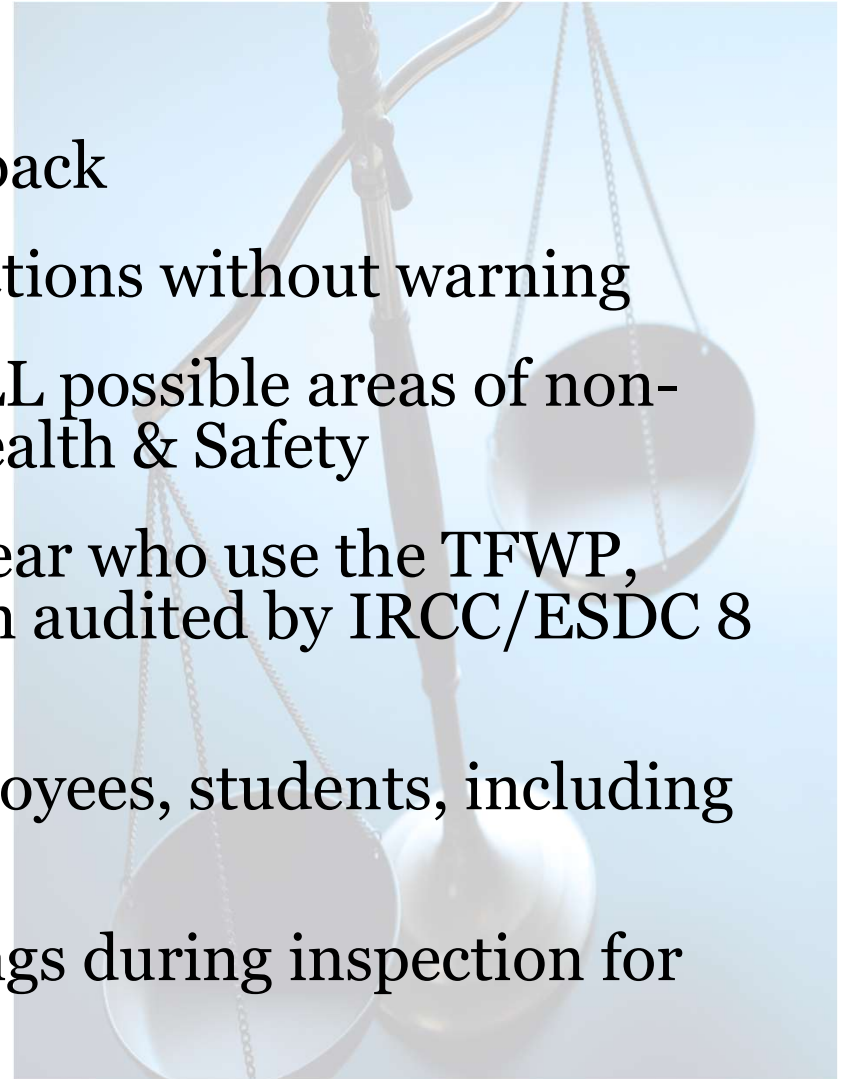 back
tions without warning
LL possible areas of non-
ealth & Safety
ear who use the TFWP,
n audited by IRCC/ESDC 8
oyees, students, including
ngs during inspection for